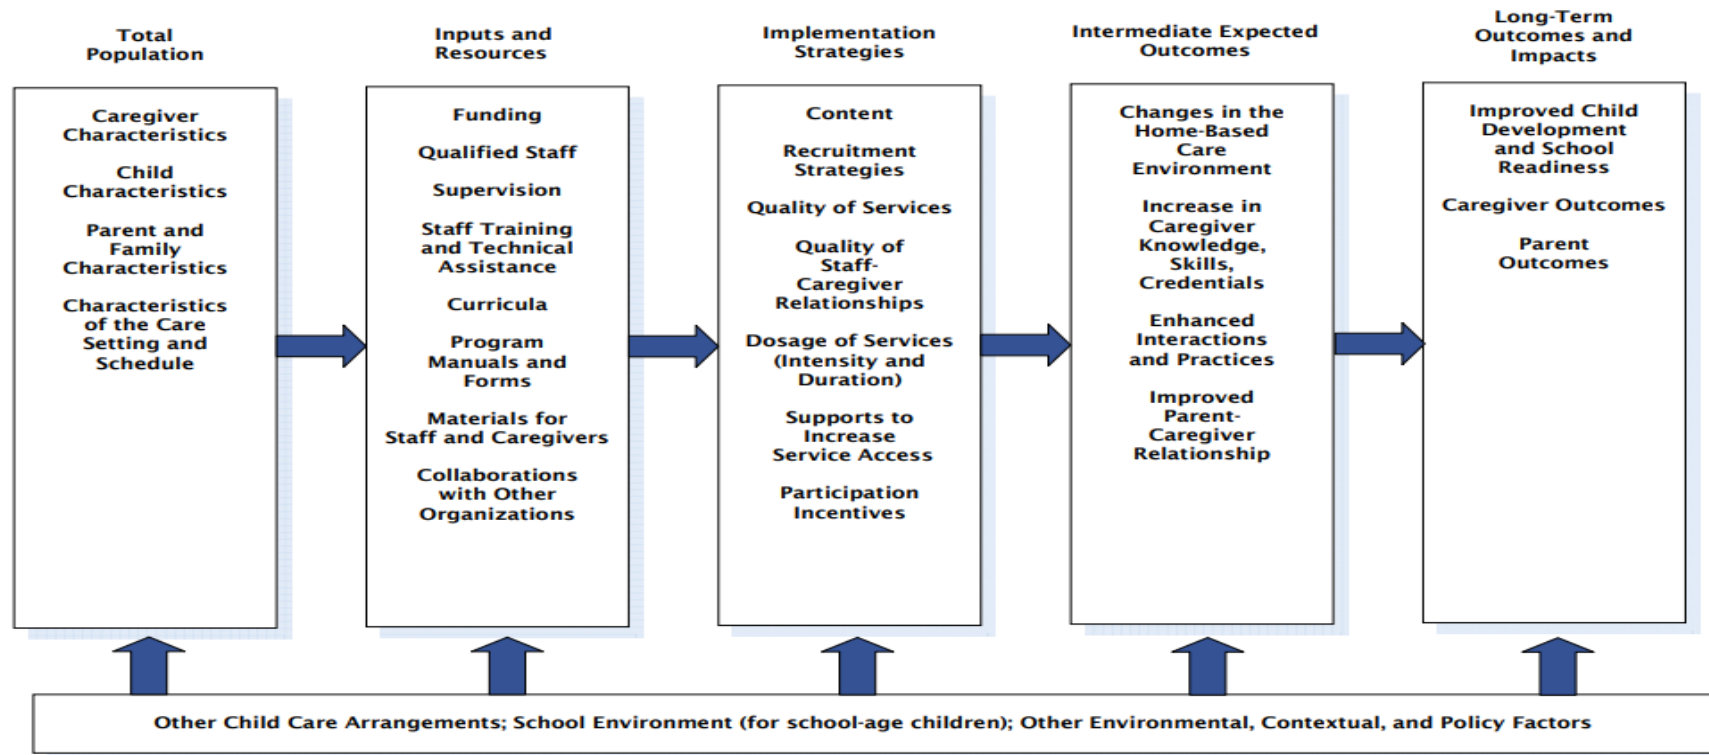 Total
Population
Caregiver
Characteristics
Child
Characteristics
Parent and
Family
Characteristics
Characteristics
of the Care
Setting and
Schedule
Inputs and
Resources
Funding
Qualified Staff
Supervision
Staff Training
and Technical
Assistance
Curricula
Program
Manuals and
Forms
Materials for
Staff and Caregivers
Collaborations
with Other
Organizations
Implementation
Strategies
Content
Recruitment
Strategies
Quality of Services
Quality of
Staff-
Caregiver
Relationships
Dosage of Services
(Intensity and
Duration)
Supports to
Increase
Service Access
Participation
Incentives
Intermediate Expected
Outcomes
Changes in the
Home-Based
Care
Environment
Increase in
Caregiver
Knowledge,
Skills,
Credentials
Enhanced
Interactions
and Practices
Improved
Parent-
Caregiver
Relationship
Long-Term
Outcomes and
Impacts
Improved Child
Development
and School
Readiness
Caregiver Outcomes
Parent
Outcomes
Other Child Care Arrangements; School Environment (for school-age children); Other Environmental, Contextual, and Policy Factors